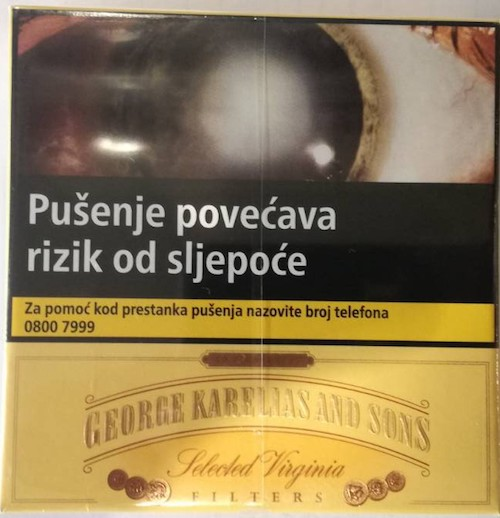 Pušenje povećava
rizik od sljepoće
Za pomoć kod prestanka pušenja nazovite broj telefona
0800 7999
GEORGE KARELIAS AND SONS
Selected Virginia
FILTERS